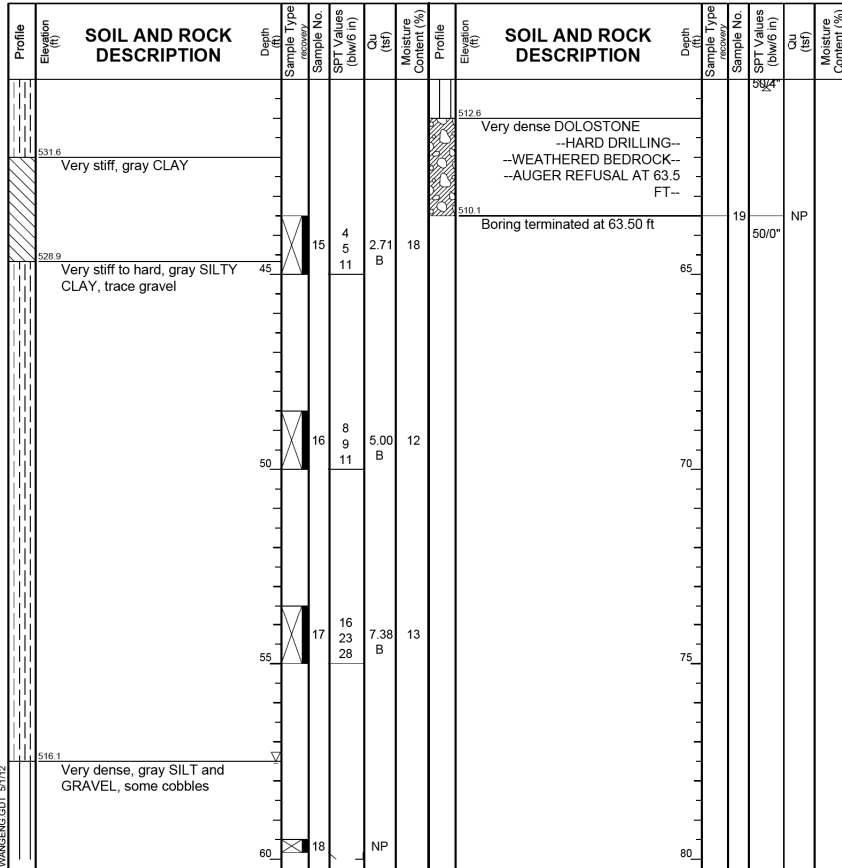 Profile
Elevation (ft)
SOIL AND ROCK
DESCRIPTION
Depth (ft)
Sample Type
recovery
Sample No.
SPT Values
(blw/6 in)
Qu
(tsf)
Moisture
Content (%)
531.6
Very stiff, gray CLAY
15
4
5
11
2.71
B
18
528.9
Very stiff to hard, gray SILTY
CLAY, trace gravel
45
16
8
9
11
5.00
B
12
50
17
16
23
28
7.38
B
13
55
516.1
Very dense, gray SILT and
GRAVEL, some cobbles
18
NP
60
WANGENG.GDT 5/1/12
Profile
Elevation (ft)
SOIL AND ROCK
DESCRIPTION
Depth (ft)
Sample Type
recovery
Sample No.
SPT Values
(blw/6 in)
Qu
(tsf)
Moisture
Content (%)
50/4"
512.6
Very dense DOLOSTONE
--HARD DRILLING--
--WEATHERED BEDROCK--
--AUGER REFUSAL AT 63.5
FT--
510.1
Boring terminated at 63.50 ft
19
50/0"
NP
65
70
75
80